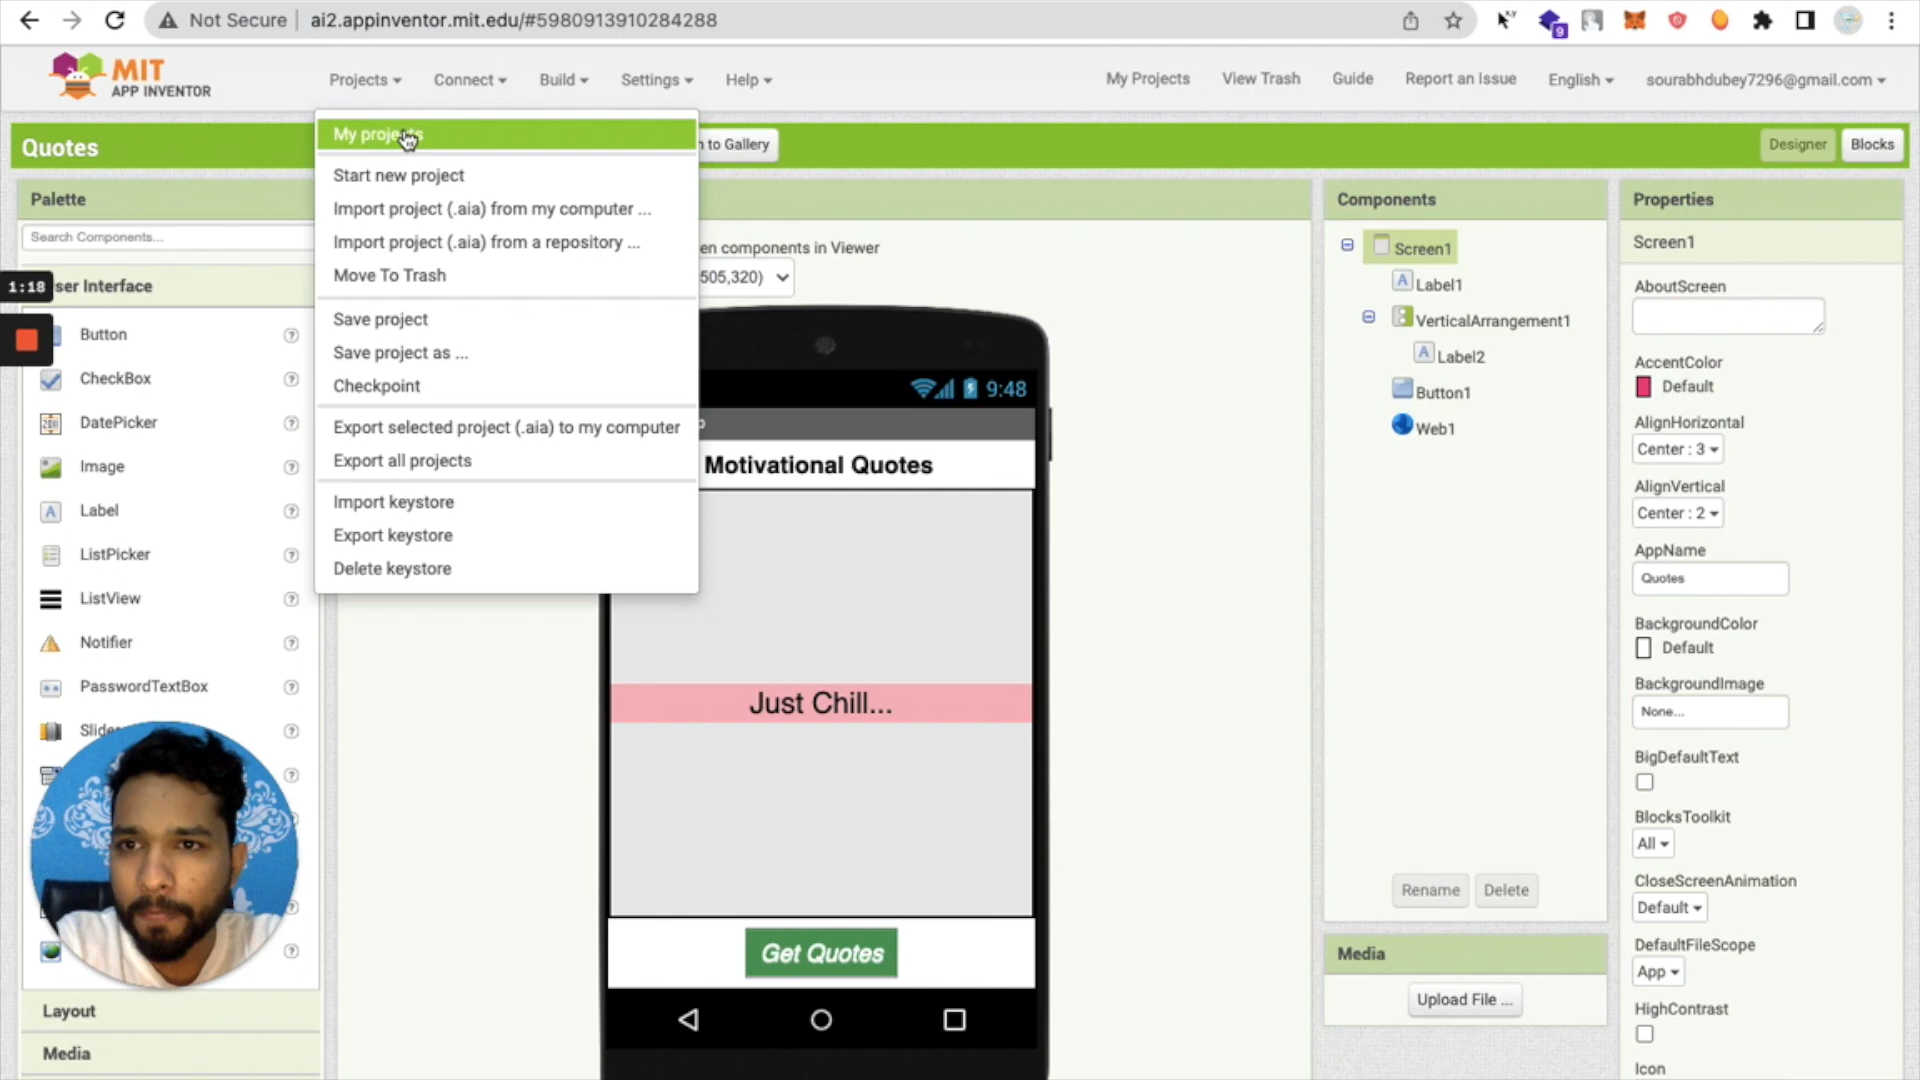 Not Secure
ai2.appinventor.mit.edu/#5980913910284288
9
MIT
APP INVENTOR
Projects
Connect
Build
Settings
Help
My Projects
View Trash
Guide
Report an Issue
English
sourabhdubey7296@gmail.com
Quotes
to Gallery
Designer
Blocks
My projects
Start new project
Import project (.aia) from my computer ...
Import project (.aia) from a repository ...
Move To Trash
Save project
Save project as ...
Checkpoint
Export selected project (.aia) to my computer
Export all projects
Import keystore
Export keystore
Delete keystore
Palette
Search Components...
1:18
ser Interface
Button
CheckBox
DatePicker
Image
Label
ListPicker
ListView
Notifier
PasswordTextBox
Slider
Layout
Media
en components in Viewer
505,320)
9:48
Motivational Quotes
Just Chill...
Get Quotes
Components
Screen1
Label1
VerticalArrangement1
Label2
Button1
Web1
Rename
Delete
Media
Upload File ...
Properties
Screen1
AboutScreen
AccentColor
Default
AlignHorizontal
Center : 3
AlignVertical
Center : 2
AppName
Quotes
BackgroundColor
Default
BackgroundImage
None...
BigDefaultText
BlocksToolkit
All
CloseScreenAnimation
Default
DefaultFileScope
App
HighContrast
Icon